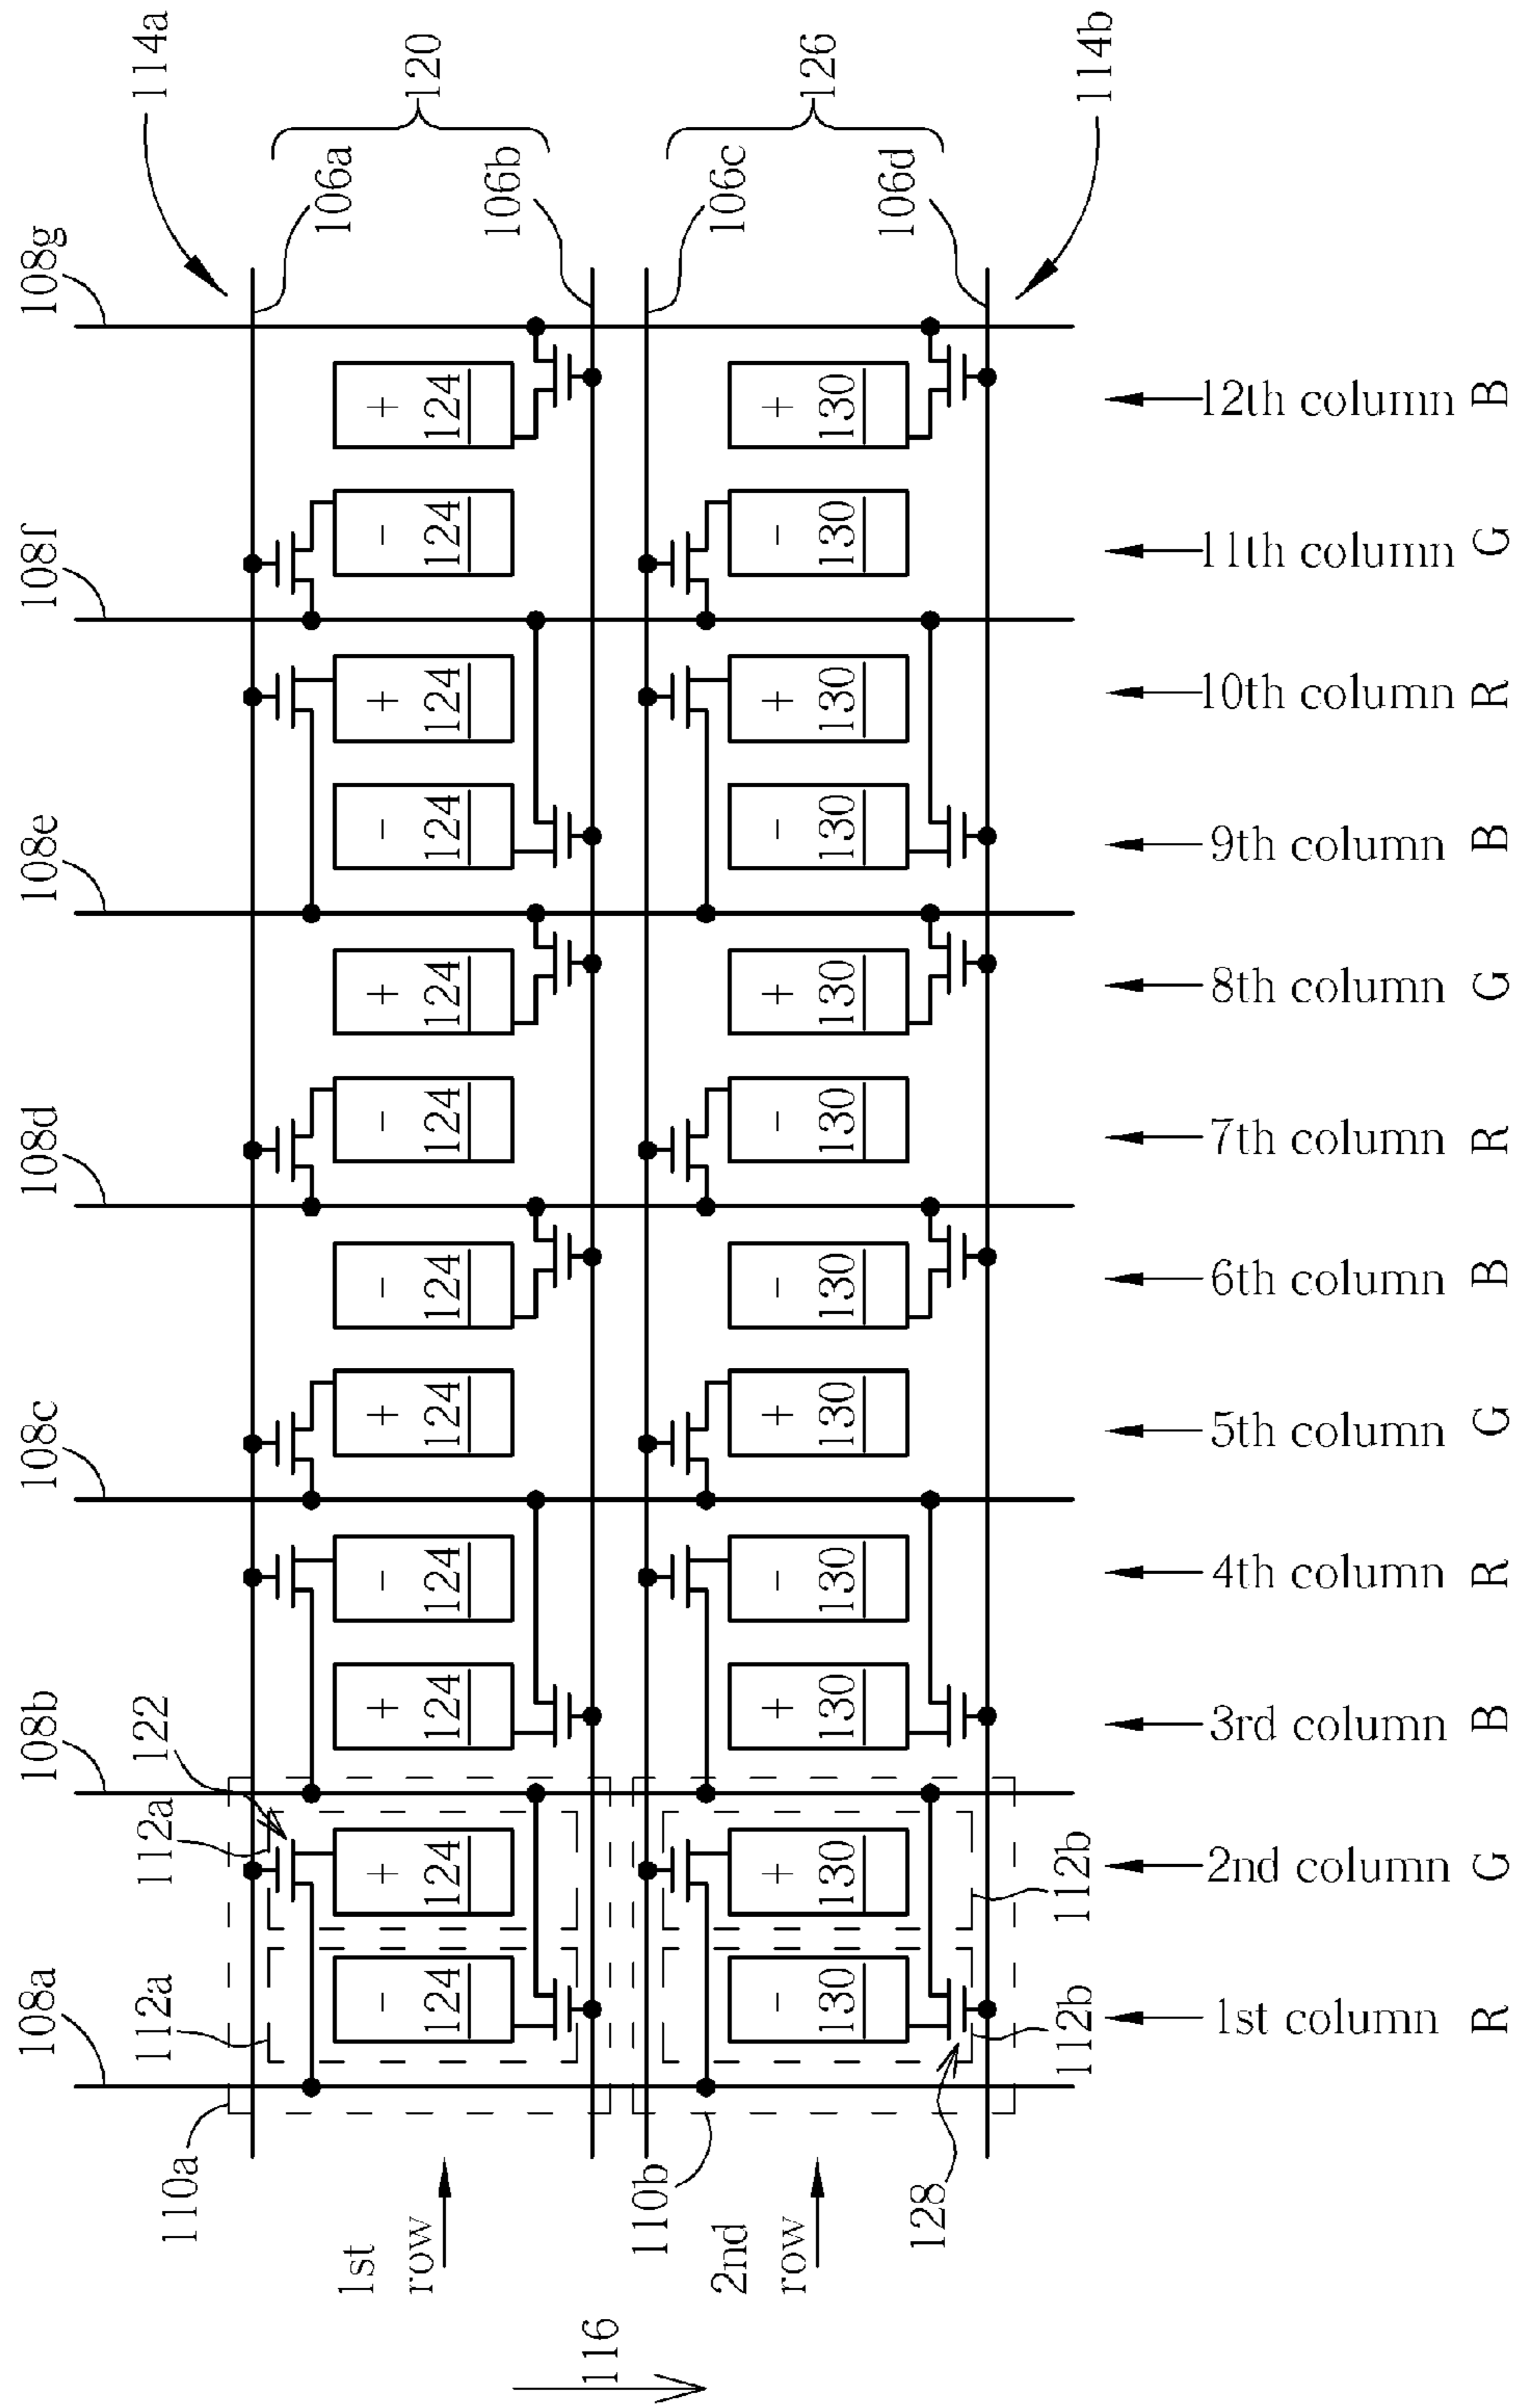 108a 108b 108c 108d 108e 108f 108g
122
110a 112a 112a 114a
106a
1st
- + + - + - - + - + - +
row 124 124 124 124 124 124 124 124 124 124 124 124 120
106b
116
110b 106c
2nd
- + + - + - - + - + - +
row 130 130 130 130 130 130 130 130 130 130 130 130 126
106d
128
112b 112b 114b
1st column 2nd column 3rd column 4th column 5th column 6th column 7th column 8th column 9th column 10th column 11th column 12th column
R G B R G B R G B R G B